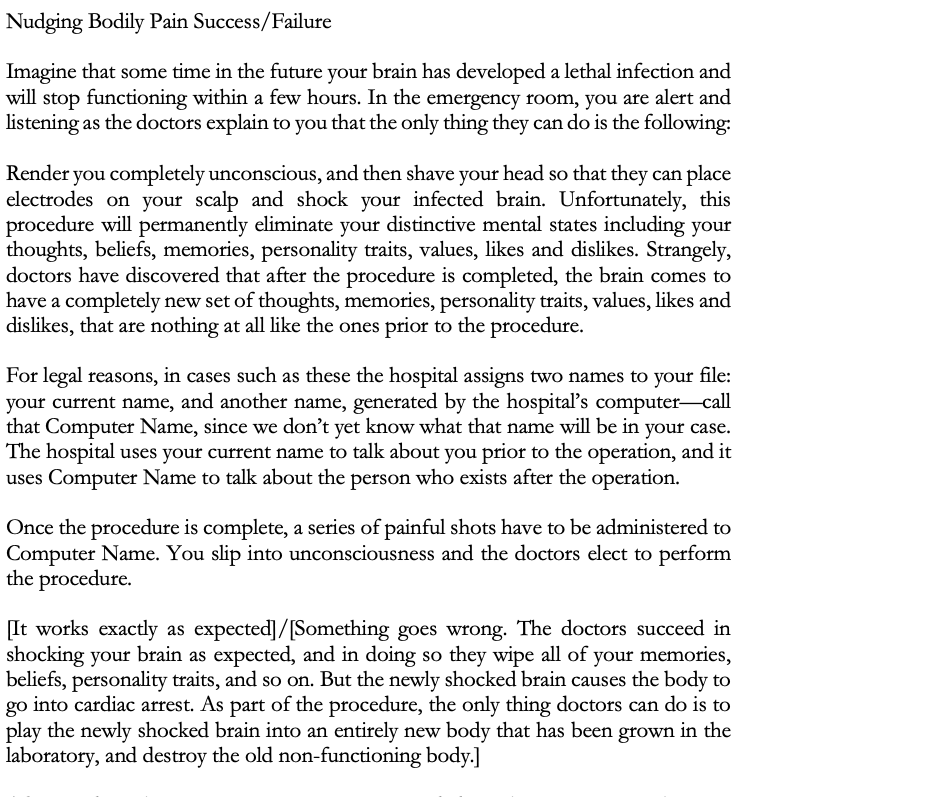 Nudging Bodily Pain Success/Failure
Imagine that some time in the future your brain has developed a lethal infection and
will stop functioning within a few hours. In the emergency room, you are alert and
listening as the doctors explain to you that the only thing they can do is the following:
Render you completely unconscious, and then shave your head so that they can place
electrodes on your scalp and shock your infected brain. Unfortunately, this
procedure will permanently eliminate your distinctive mental states including your
thoughts, beliefs, memories, personality traits, values, likes and dislikes. Strangely,
doctors have discovered that after the procedure is completed, the brain comes to
have a completely new set of thoughts, memories, personality traits, values, likes and
dislikes, that are nothing at all like the ones prior to the procedure.
For legal reasons, in cases such as these the hospital assigns two names to your file:
your current name, and another name, generated by the hospital’s computer—call
that Computer Name, since we don’t yet know what that name will be in your case.
The hospital uses your current name to talk about you prior to the operation, and it
uses Computer Name to talk about the person who exists after the operation.
Once the procedure is complete, a series of painful shots have to be administered to
Computer Name. You slip into unconsciousness and the doctors elect to perform
the procedure.
[It works exactly as expected]/[Something goes wrong. The doctors succeed in
shocking your brain as expected, and in doing so they wipe all of your memories,
beliefs, personality traits, and so on. But the newly shocked brain causes the body to
go into cardiac arrest. As part of the procedure, the only thing doctors can do is to
play the newly shocked brain into an entirely new body that has been grown in the
laboratory, and destroy the old non-functioning body.]